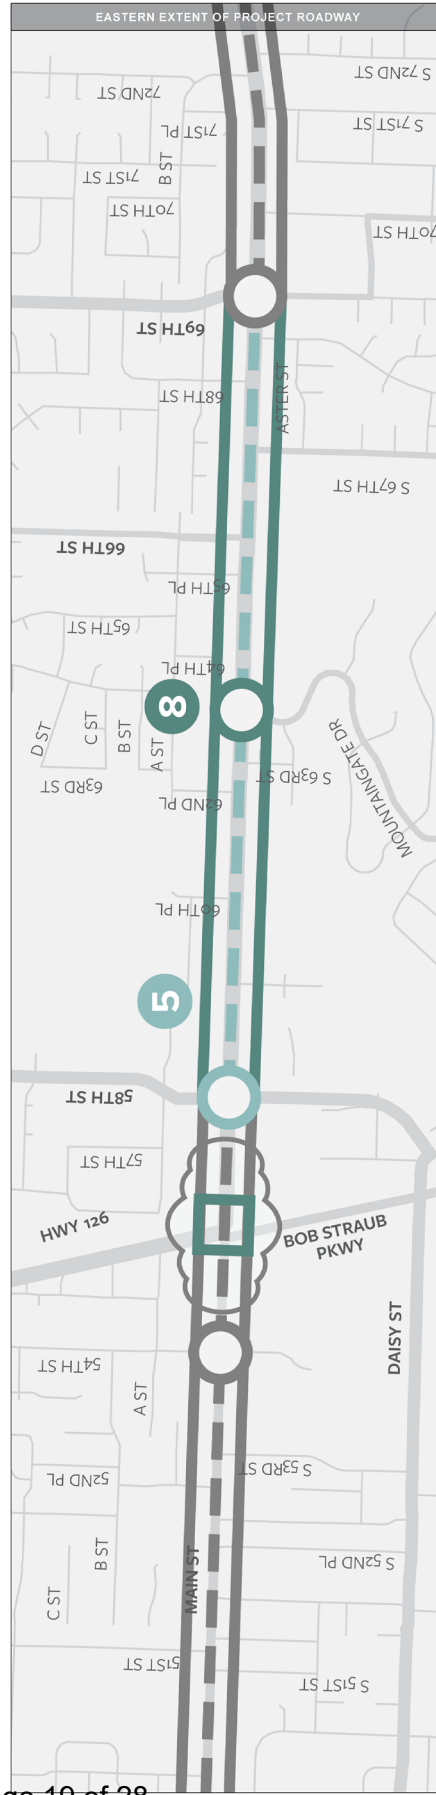 EASTERN EXTENT OF PROJECT ROADWAY
S 72ND ST
72ND ST
S 71ST ST
71ST PL
B ST
71ST ST
70TH ST
S 70TH
69TH ST
68TH ST
ASTER ST
S 67TH ST
66TH ST
65TH PL
65TH ST
64TH PL
8
D ST
C ST
B ST
A ST
MOUNTAINGATE DR
S 63RD ST
63RD ST
62ND PL
60TH PL
5
58TH ST
57TH ST
HWY 126
BOB STRAUB
PKWY
DAISY ST
54TH ST
A ST
S 53RD ST
52ND PL
B ST
S 52ND PL
MAIN ST
C ST
51ST ST
S 51ST ST